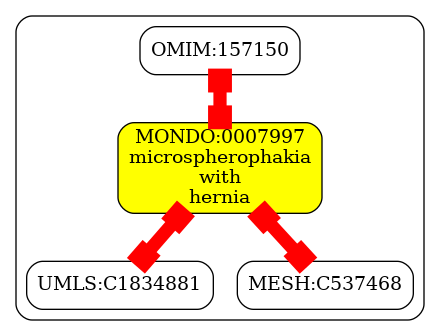 OMIM:157150
MONDO:0007997
microspherophakia
with
hernia
UMLS:C1834881
MESH:C537468